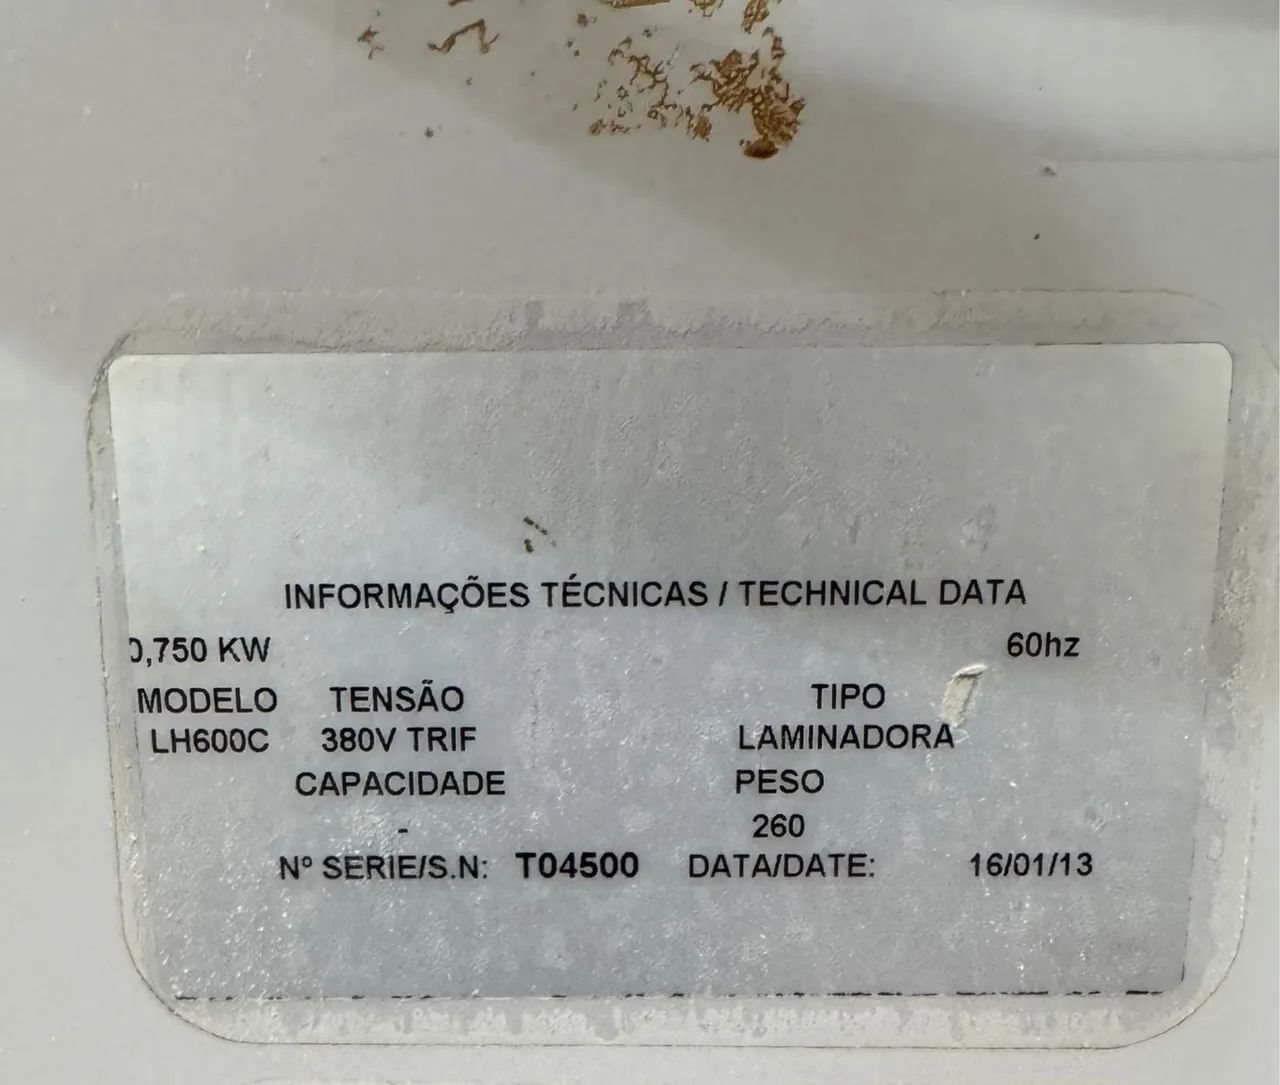 INFORMAÇÕES TÉCNICAS / TECHNICAL DATA
0,750 KW 60hz
MODELO TENSÃO TIPO
LH600C 380V TRIF LAMINADORA
CAPACIDADE PESO
- 260
Nº SERIE/S.N: T04500 DATA/DATE: 16/01/13